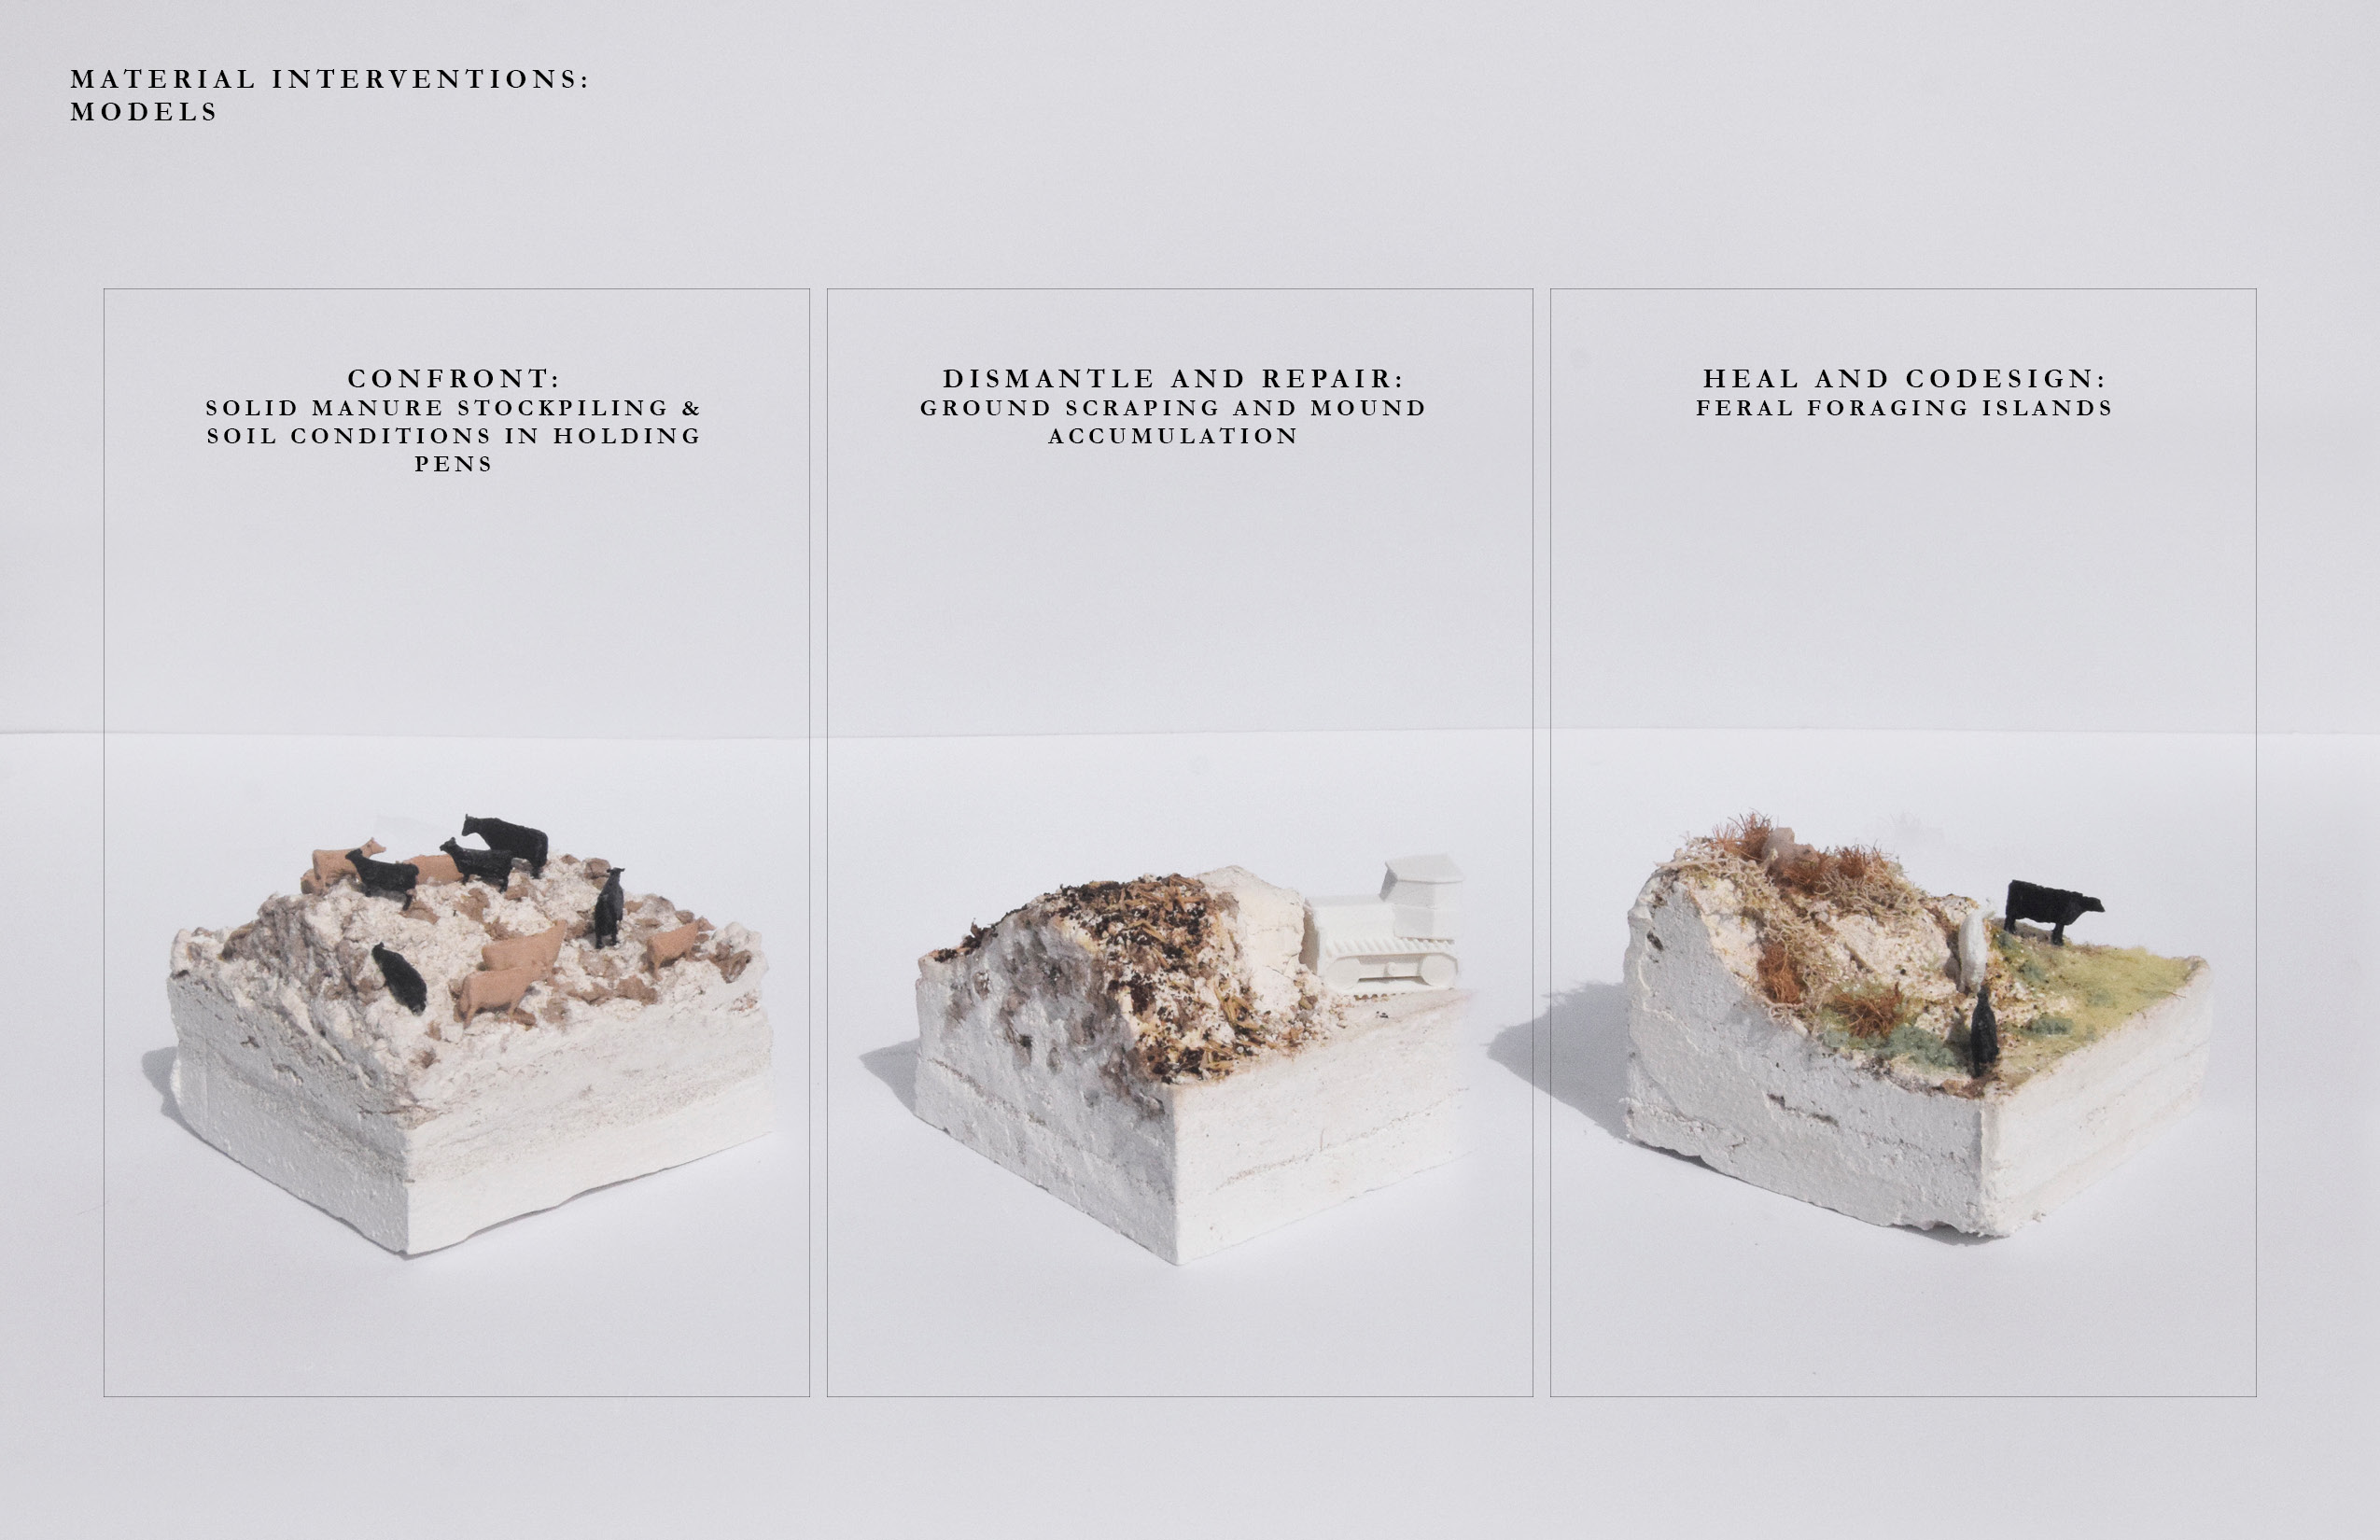 MATERIAL INTERVENTIONS:
MODELS
CONFRONT:
SOLID MANURE STOCKPILING &
SOIL CONDITIONS IN HOLDING
PENS
DISMANTLE AND REPAIR:
GROUND SCRAPING AND MOUND
ACCUMULATION
HEAL AND CODESIGN:
FERAL FORAGING ISLANDS